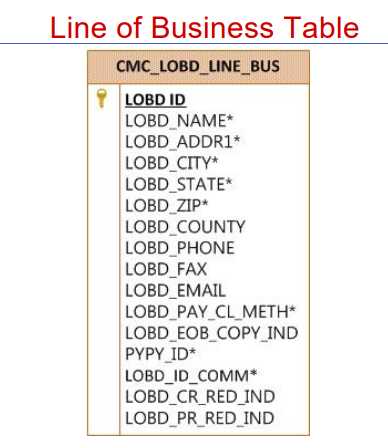 Line of Business Table
CMC_LOBD_LINE_BUS
LOBD ID
LOBD_NAME*
LOBD_ADDR1*
LOBD_CITY*
LOBD_STATE*
LOBD_ZIP*
LOBD_COUNTY
LOBD_PHONE
LOBD_FAX
LOBD_EMAIL
LOBD_PAY_CL_METH*
LOBD_EOB_COPY_IND
PYPY_ID*
LOBD_ID_COMM*
LOBD_CR_RED_IND
LOBD_PR_RED_IND